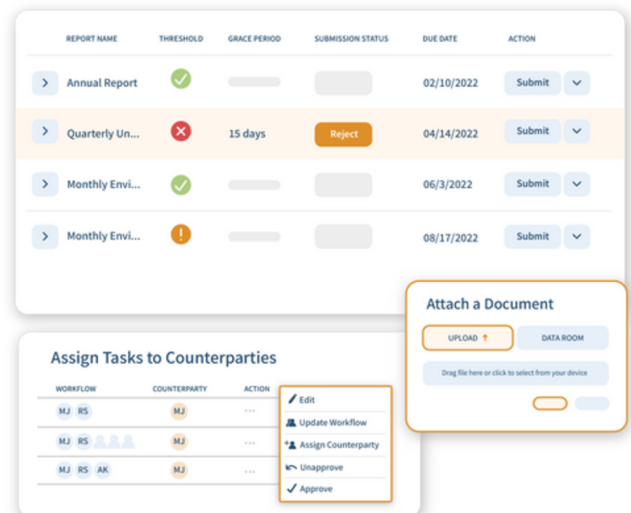 REPORT NAME THRESHOLD GRACE PERIOD SUBMISSION STATUS DUE DATE ACTION
Annual Report 02/10/2022 Submit
Quarterly Un... 15 days Reject 04/14/2022 Submit
Monthly Envi... 06/3/2022 Submit
Monthly Envi... 08/17/2022 Submit
Attach a Document
UPLOAD DATA ROOM
Drag file here or click to select from your device
Assign Tasks to Counterparties
WORKFLOW COUNTERPARTY ACTION
MJ RS MJ ...
MJ RS MJ ...
MJ RS AK MJ ...
Edit
Update Workflow
Assign Counterparty
Unapprove
Approve